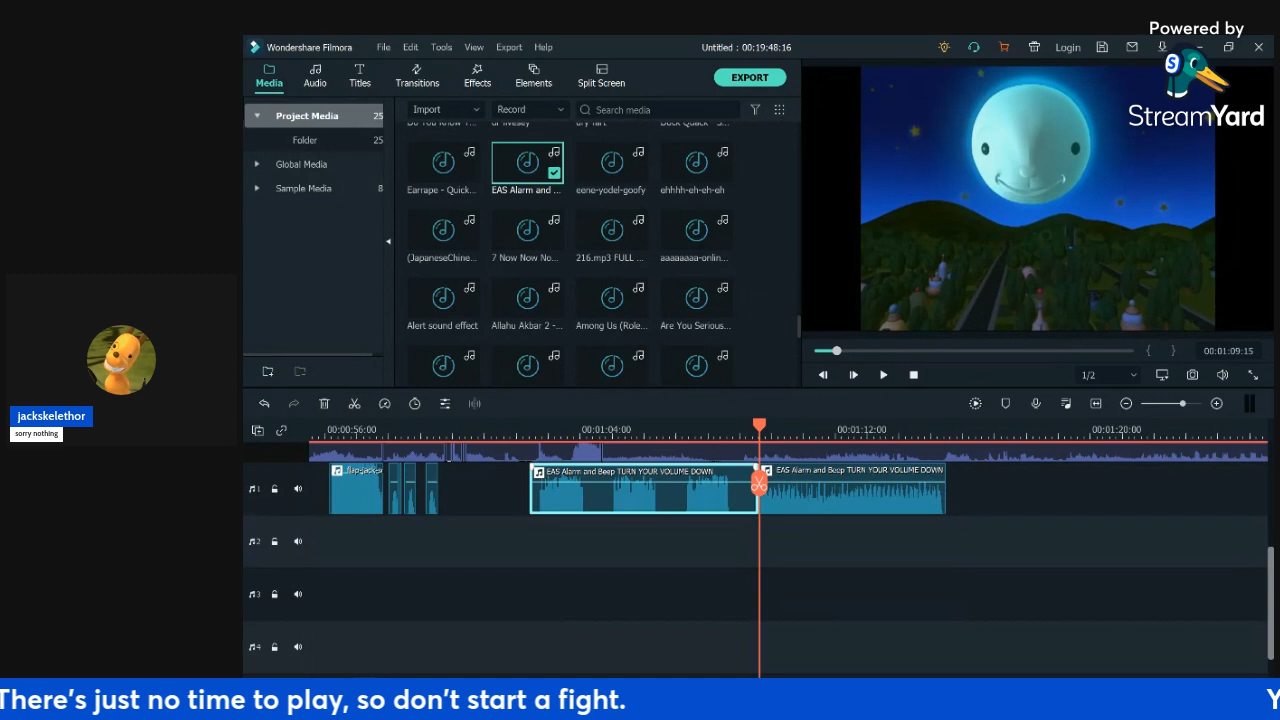 Powered by
StreamYard
Wondershare Filmora
File Edit Tools View Export Help
Untitled : 00:19:48:16
Login
Media Audio Titles Transitions Effects Elements Split Screen
EXPORT
Project Media 25
Folder 25
Global Media
Sample Media 8
Import Record Search media
Earrape - Quick... EAS Alarm and ... eene-yodel-goofy ehhhh-eh-eh-eh
(JapaneseChine... 7 Now Now No... 216.mp3 FULL ... aaaaaaaa-onlin...
Alert sound effect Allahu Akbar 2 -... Among Us (Role... Are You Serious...
00:01:09:15
1/2
jackskelethor
sorry nothing
00:00:56:00 00:01:04:00 00:01:12:00 00:01:20:00
EAS Alarm and Beep TURN YOUR VOLUME DOWN
EAS Alarm and Beep TURN YOUR VOLUME DOWN
1
2
3
4
There's just no time to play, so don't start a fight.